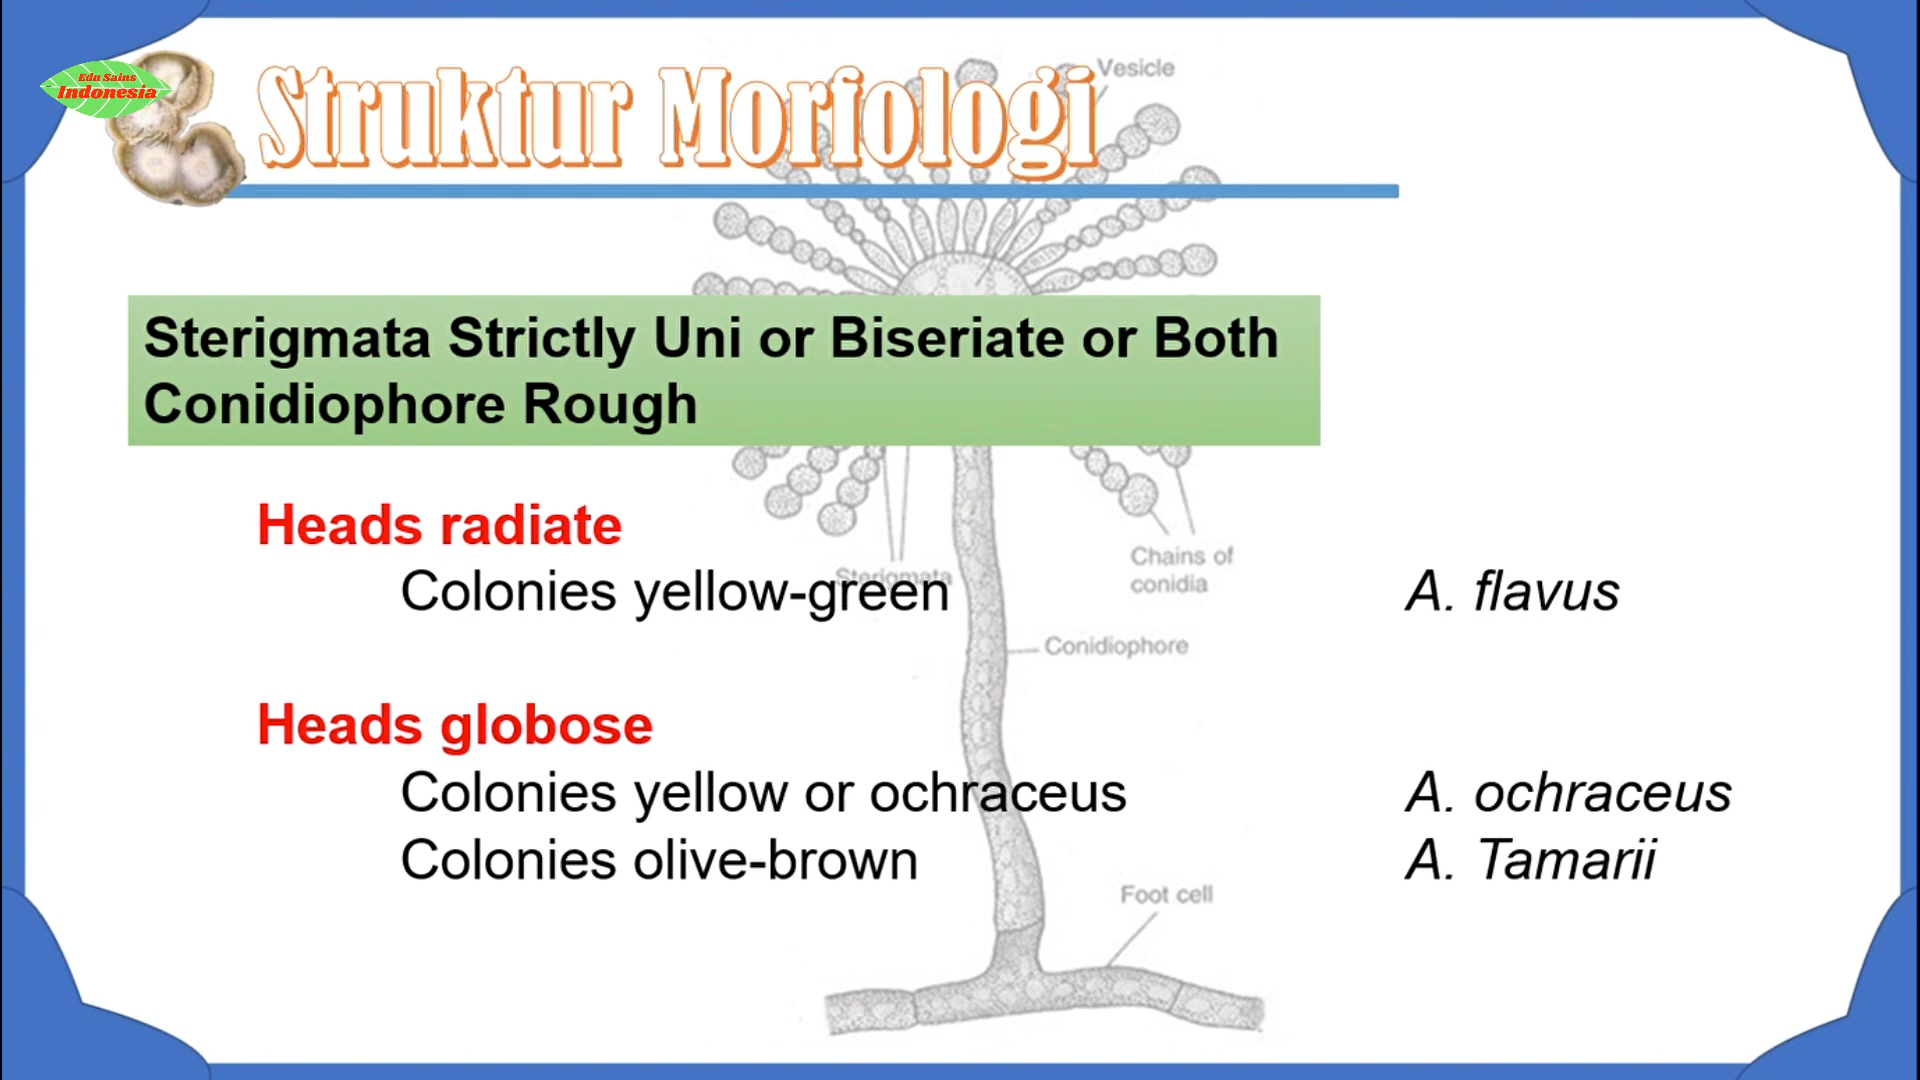 Edu Sains
Indonesia
Struktur Morfologi
Vesicle
Sterigmata Strictly Uni or Biseriate or Both
Conidiophore Rough
Heads radiate
Chains of
conidia
Sterigmata
Colonies yellow-green A. flavus
Conidiophore
Heads globose
Colonies yellow or ochraceus A. ochraceus
Colonies olive-brown A. Tamarii
Foot cell